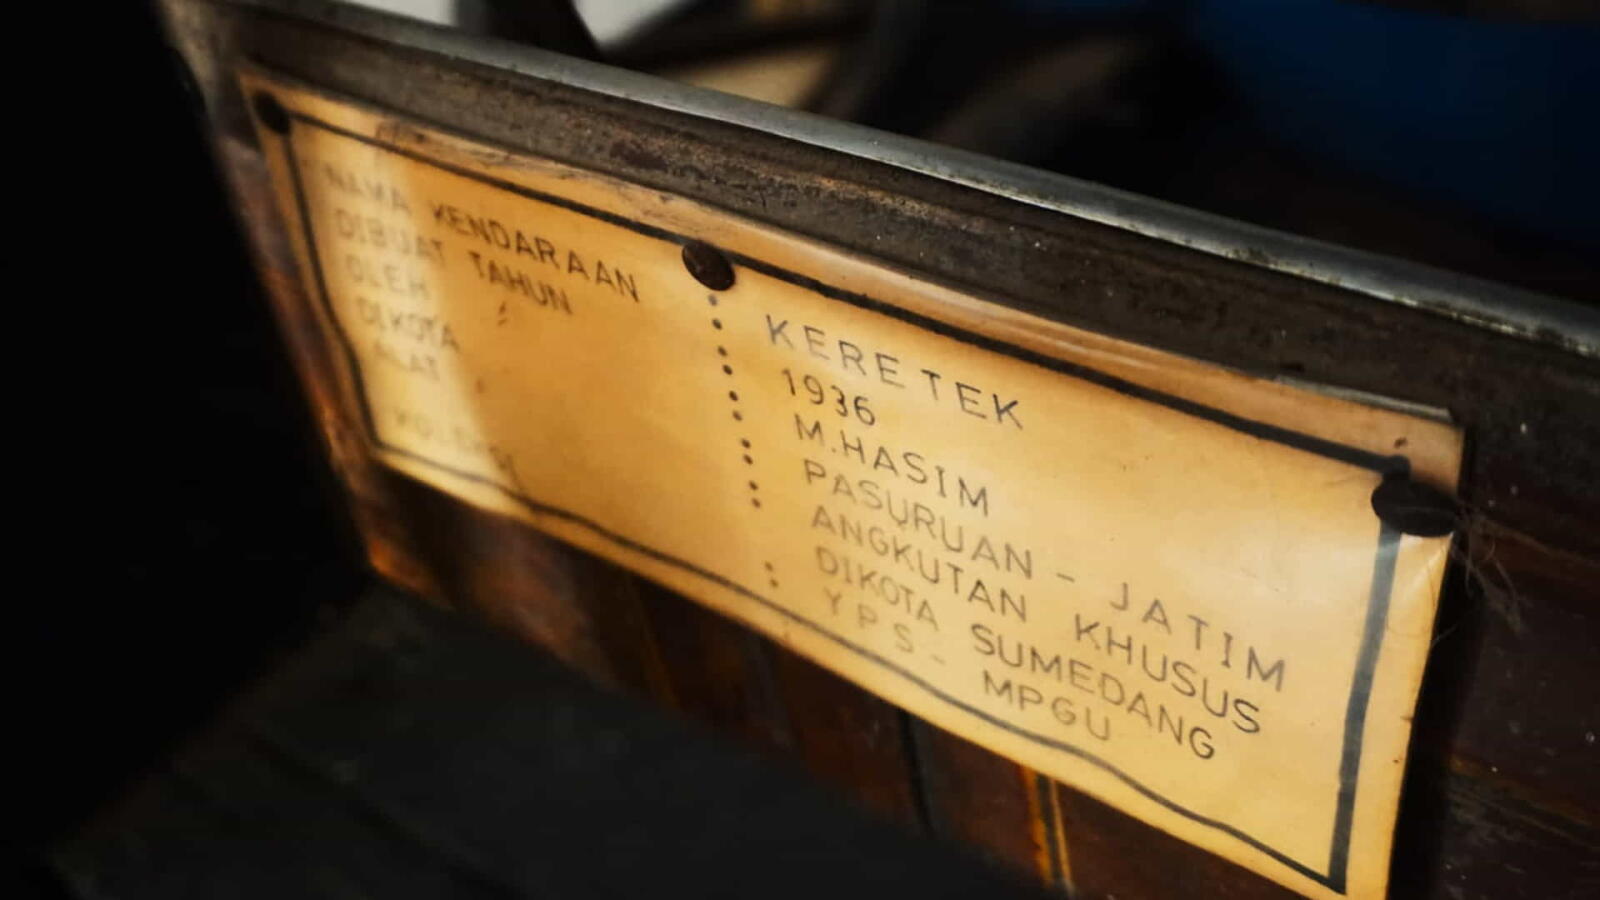 NAMA KENDARAAN : KERETEK
DIBUAT TAHUN : 1936
OLEH : M.HASIM
DIKOTA : PASURUAN - JATIM
ALAT : ANGKUTAN KHUSUS
DIKOTA SUMEDANG
KOLEKSI : YPS - MPGU